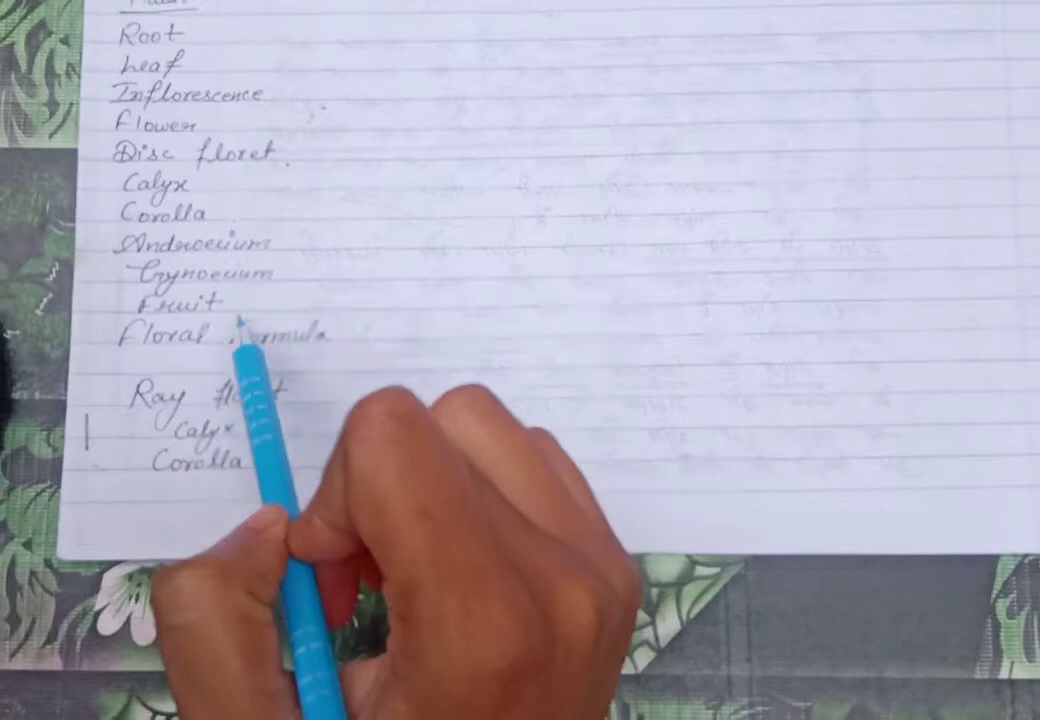 Root
Leaf
Inflorescence
Flower
Disc floret.
Calyx
Corolla
Androecium
Gynoecium
Fruit
Floral
Ray
Calyx
Corolla